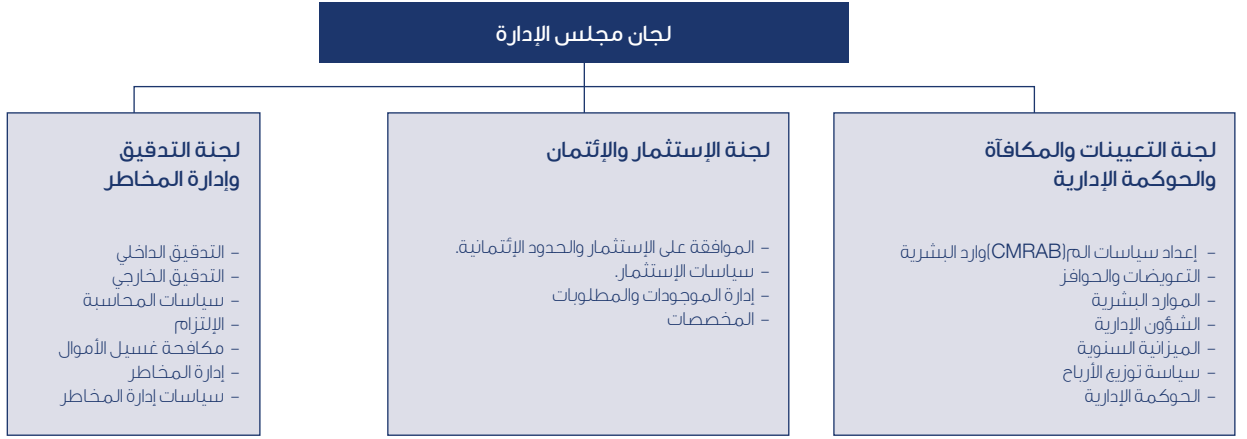 لجان مجلس الإدارة
لجنة التعيينات والمكافآة
والحوكمة الإدارية
- إعداد سياسات الم(CMRAB)وارد البشرية
- التعويضات والحوافز
- الموارد البشرية
- الشؤون الإدارية
- الميزانية السنوية
- سياسة توزيع الأرباح
- الحوكمة الإدارية
لجنة الإستثمار والإئتمان
- الموافقة على الإستثمار والحدود الإئتمانية.
- سياسات الإستثمار.
- إدارة الموجودات والمطلوبات
- المخصصات
لجنة التدقيق
وإدارة المخاطر
- التدقيق الداخلي
- التدقيق الخارجي
- سياسات المحاسبة
- الإلتزام
- مكافحة غسيل الأموال
- إدارة المخاطر
- سياسات إدارة المخاطر